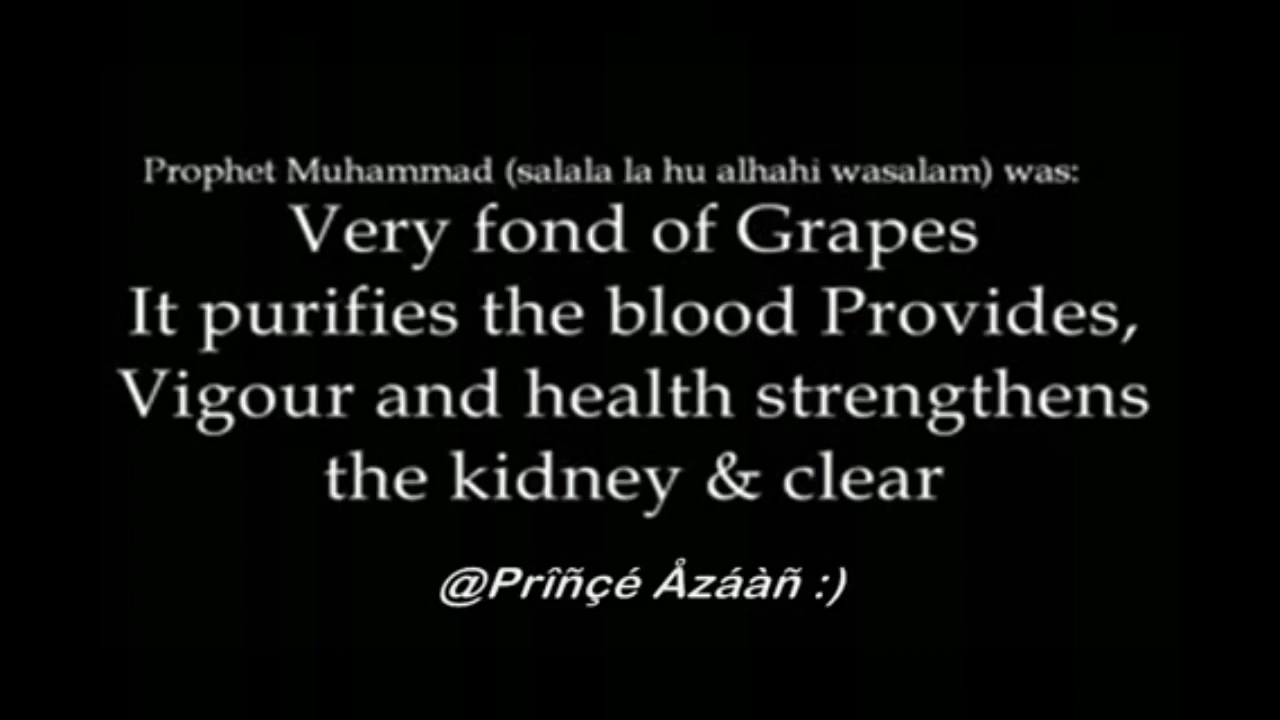 Prophet Muhammad (salala la hu alhahi wasalam) was:
Very fond of Grapes
It purifies the blood Provides,
Vigour and health strengthens
the kidney & clear
@Prîñçé Åzáàñ :)